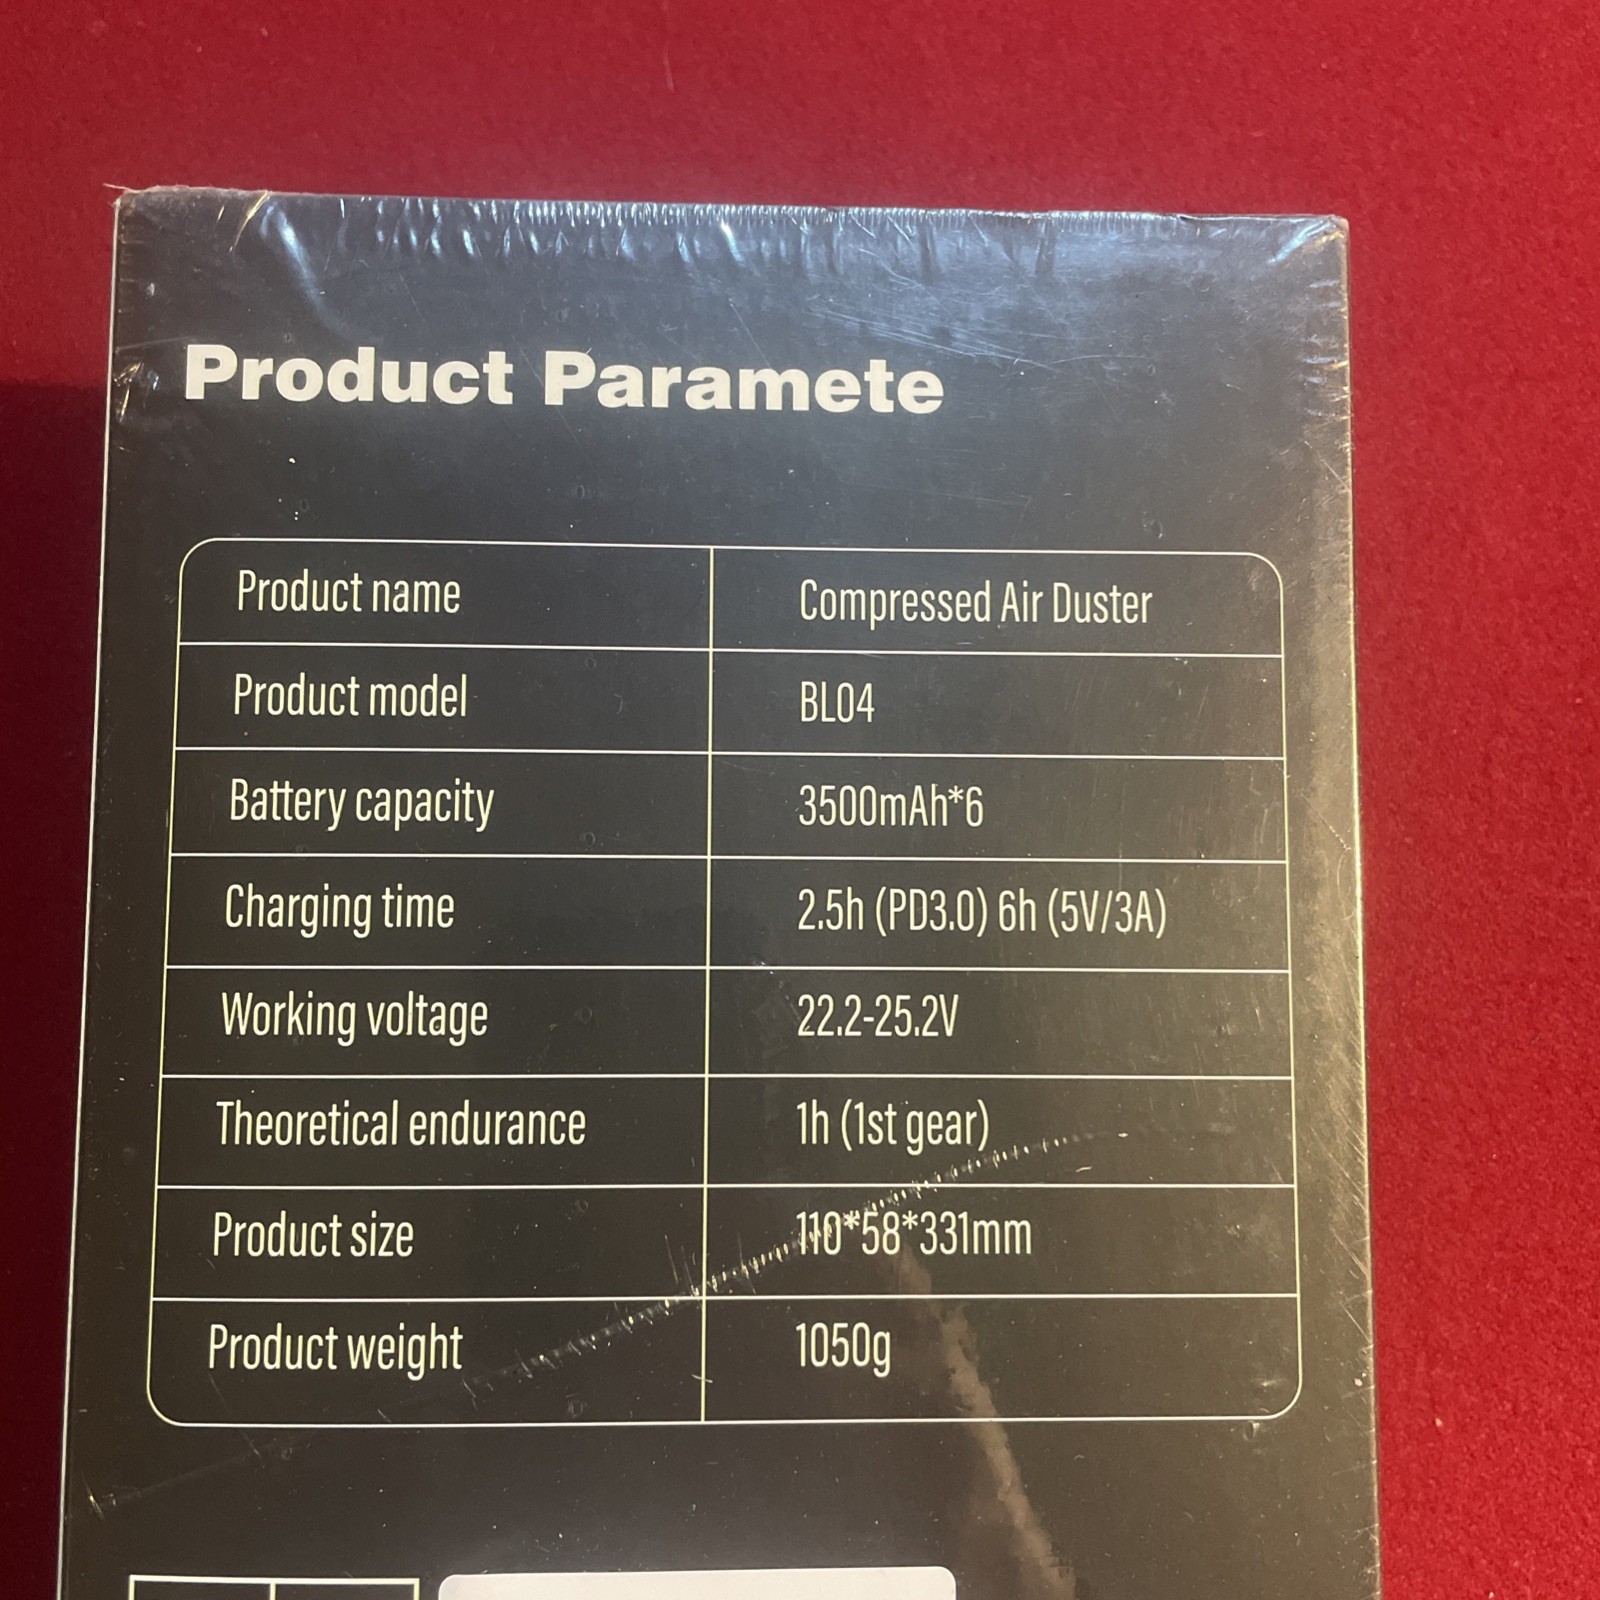 Product Paramete
Product name Compressed Air Duster
Product model BL04
Battery capacity 3500mAh*6
Charging time 2.5h (PD3.0) 6h (5V/3A)
Working voltage 22.2-25.2V
Theoretical endurance 1h (1st gear)
Product size 110*58*331mm
Product weight 1050g